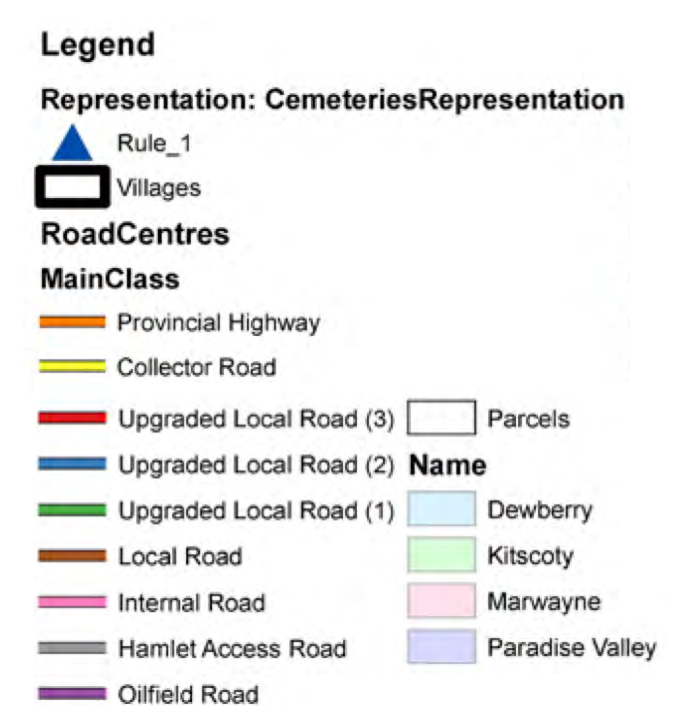 Legend
Representation: CemeteriesRepresentation
Rule_1
Villages
RoadCentres
MainClass
Provincial Highway
Collector Road
Upgraded Local Road (3)
Upgraded Local Road (2)
Upgraded Local Road (1)
Local Road
Internal Road
Hamlet Access Road
Oilfield Road
Parcels
Name
Dewberry
Kitscoty
Marwayne
Paradise Valley